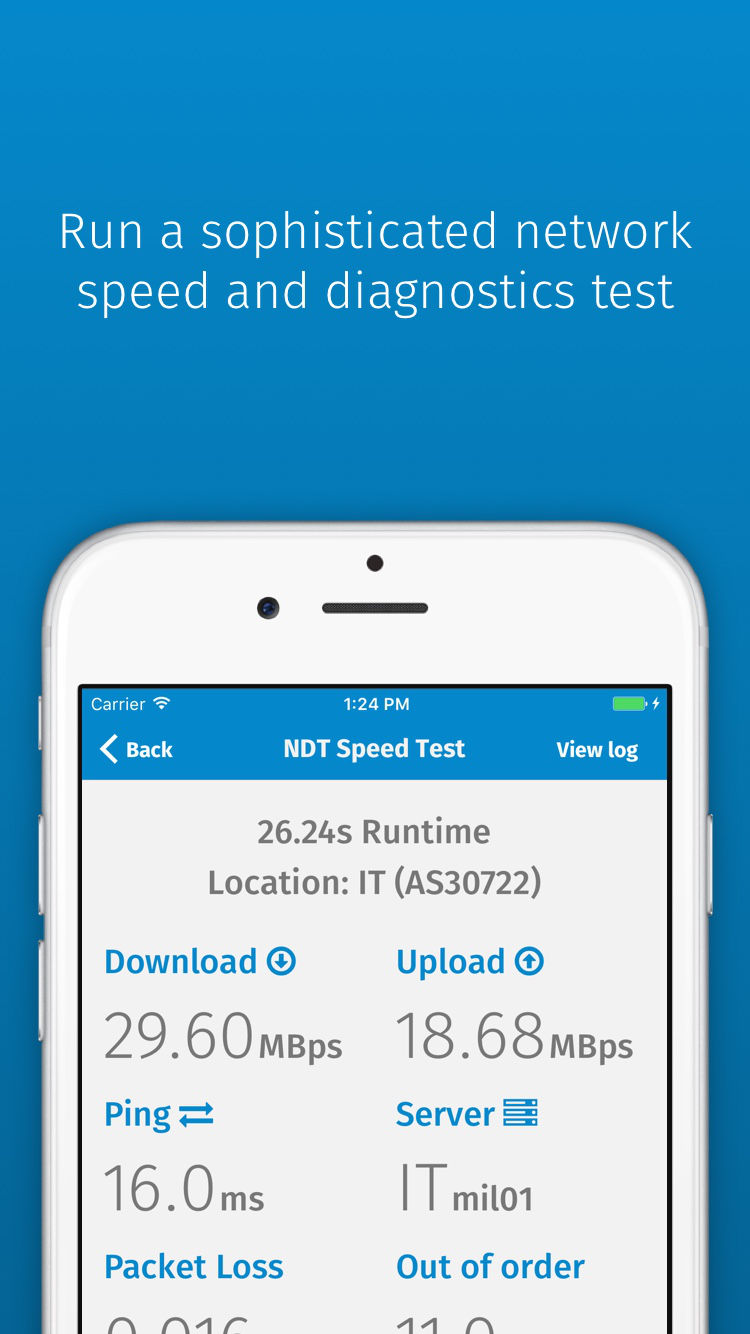 Run a sophisticated network
speed and diagnostics test
Carrier 1:24 PM
Back NDT Speed Test View log
26.24s Runtime
Location: IT (AS30722)
Download Upload
29.60 MBps 18.68 MBps
Ping Server
16.0 ms IT mil01
Packet Loss Out of order